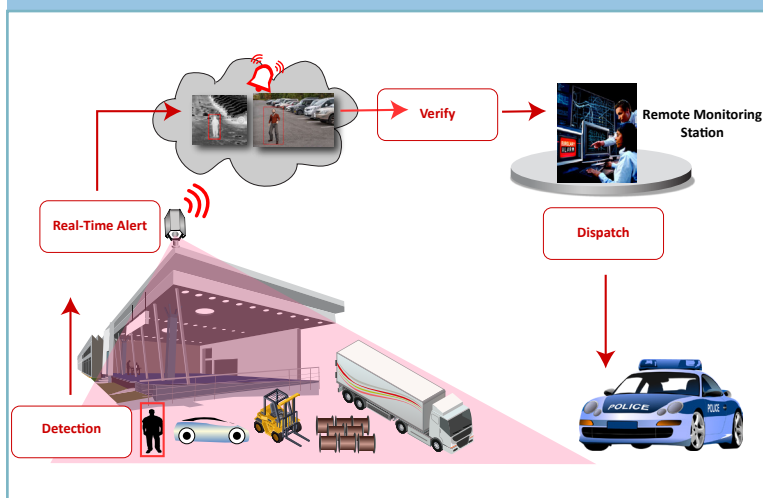 Verify
Remote Monitoring
Station
Real-Time Alert
Dispatch
Detection
POLICE
POLICE